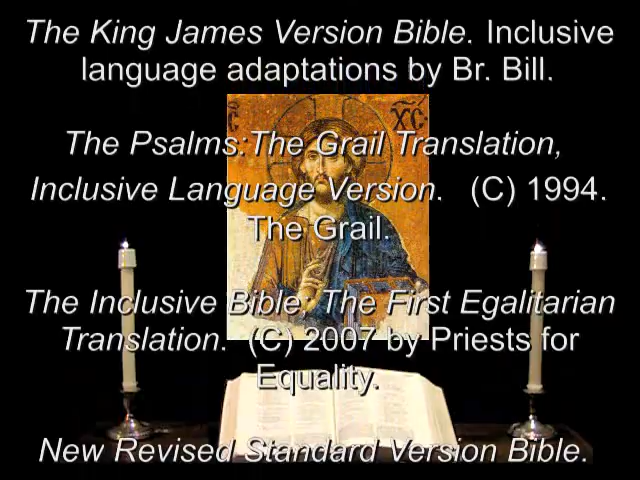 The King James Version Bible. Inclusive
language adaptations by Br. Bill.
XC
The Psalms:The Grail Translation,
Inclusive Language Version. (C) 1994.
The Grail.
The Inclusive Bible: The First Egalitarian
Translation. (C) 2007 by Priests for
Equality.
New Revised Standard Version Bible.